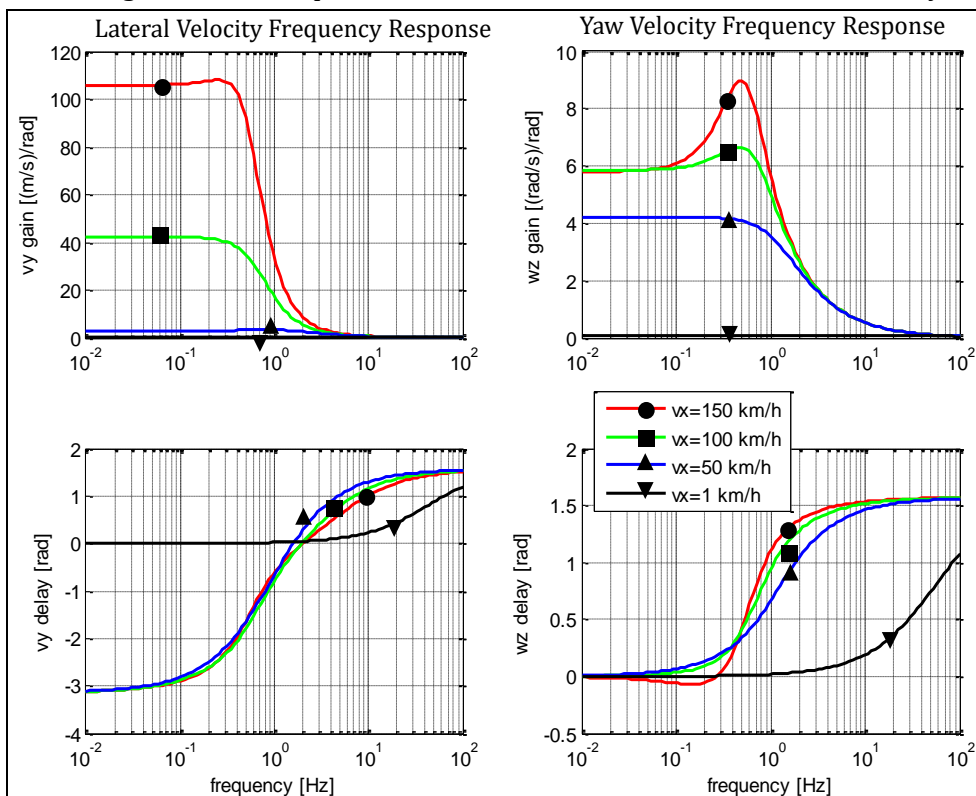 Lateral Velocity Frequency Response
Yaw Velocity Frequency Response
120
100
80
60
40
20
0
vy gain [(m/s)/rad]
10^-2 10^-1 10^0 10^1 10^2
10
8
6
4
2
0
wz gain [(rad/s)/rad]
10^-2 10^-1 10^0 10^1 10^2
vx=150 km/h
vx=100 km/h
vx=50 km/h
vx=1 km/h
2
1
0
-1
-2
-3
-4
vy delay [rad]
10^-2 10^-1 10^0 10^1 10^2
frequency [Hz]
2
1.5
1
0.5
0
-0.5
wz delay [rad]
10^-2 10^-1 10^0 10^1 10^2
frequency [Hz]